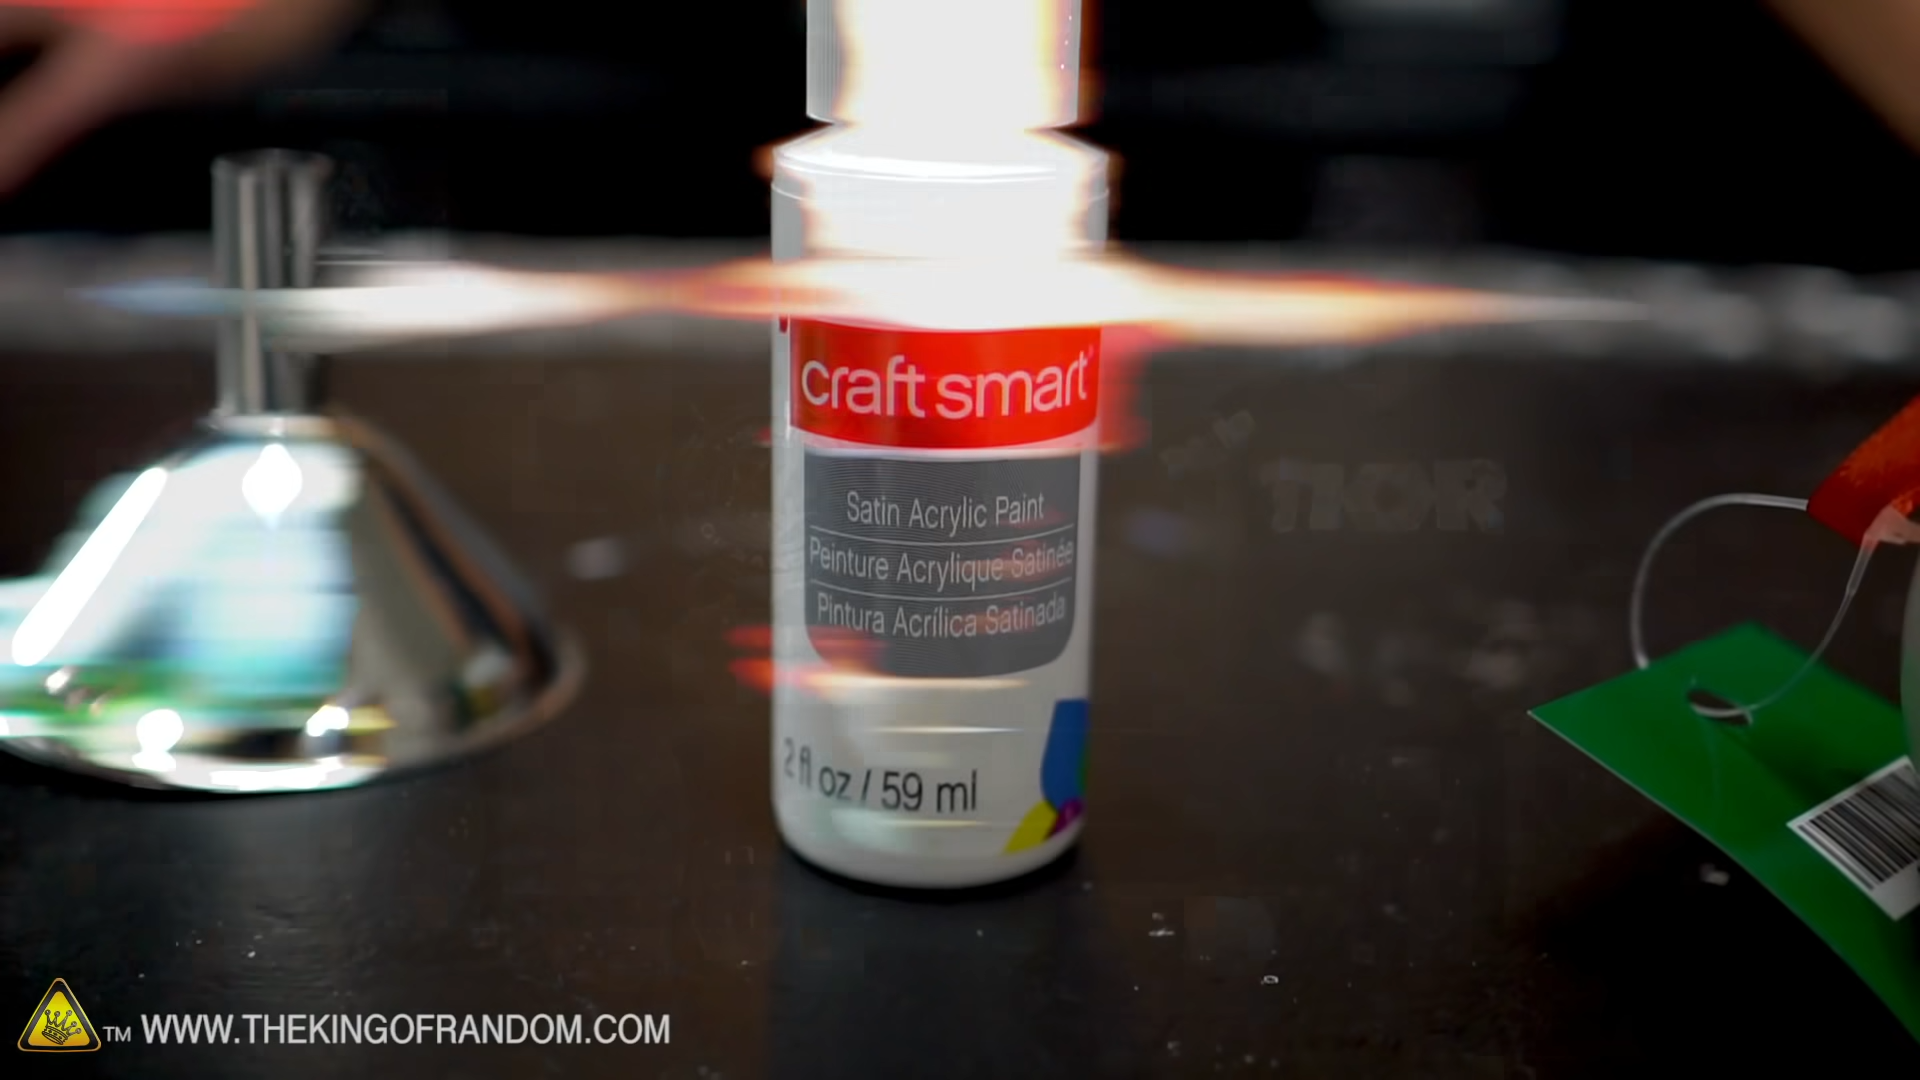 craft smart
Satin Acrylic Paint
Peinture Acrylique Satinée
Pintura Acrílica Satinada
2 fl oz / 59 ml
TKOR
TM WWW.THEKINGOFRANDOM.COM